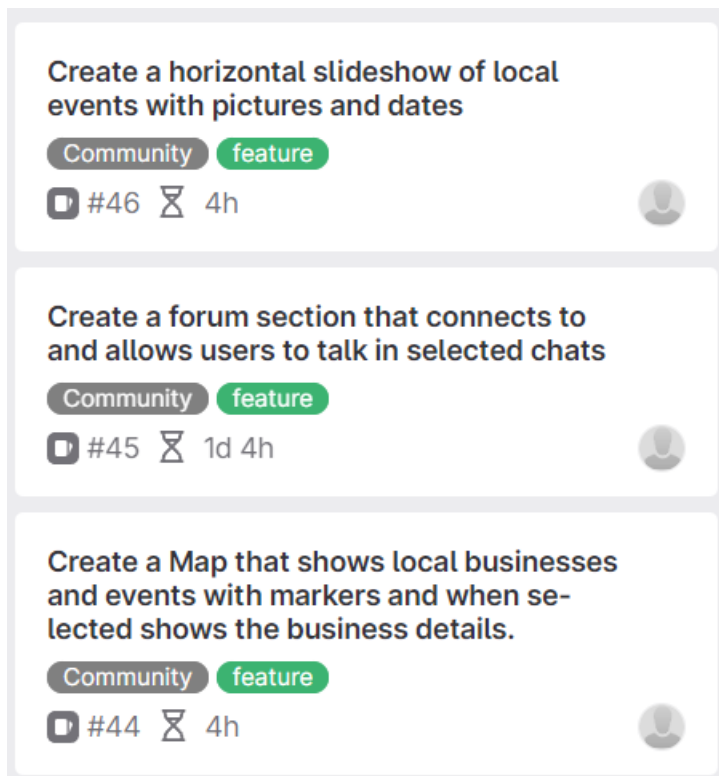 Create a horizontal slideshow of local
events with pictures and dates
Community feature
#46 4h
Create a forum section that connects to
and allows users to talk in selected chats
Community feature
#45 1d 4h
Create a Map that shows local businesses
and events with markers and when se-
lected shows the business details.
Community feature
#44 4h